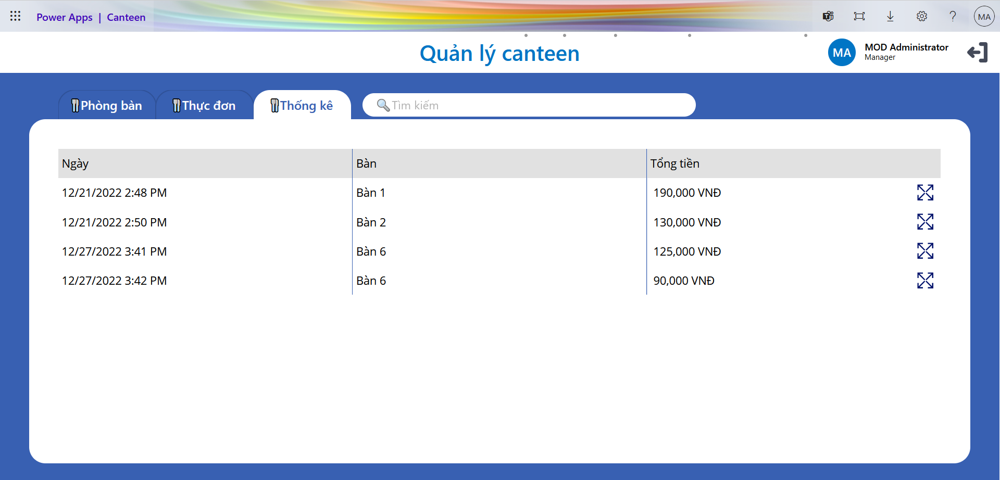 Power Apps | Canteen
MA
Quản lý canteen
MA
MOD Administrator
Manager
Phòng bàn
Thực đơn
Thống kê
Tìm kiếm
Ngày Bàn Tổng tiền
12/21/2022 2:48 PM Bàn 1 190,000 VNĐ
12/21/2022 2:50 PM Bàn 2 130,000 VNĐ
12/27/2022 3:41 PM Bàn 6 125,000 VNĐ
12/27/2022 3:42 PM Bàn 6 90,000 VNĐ